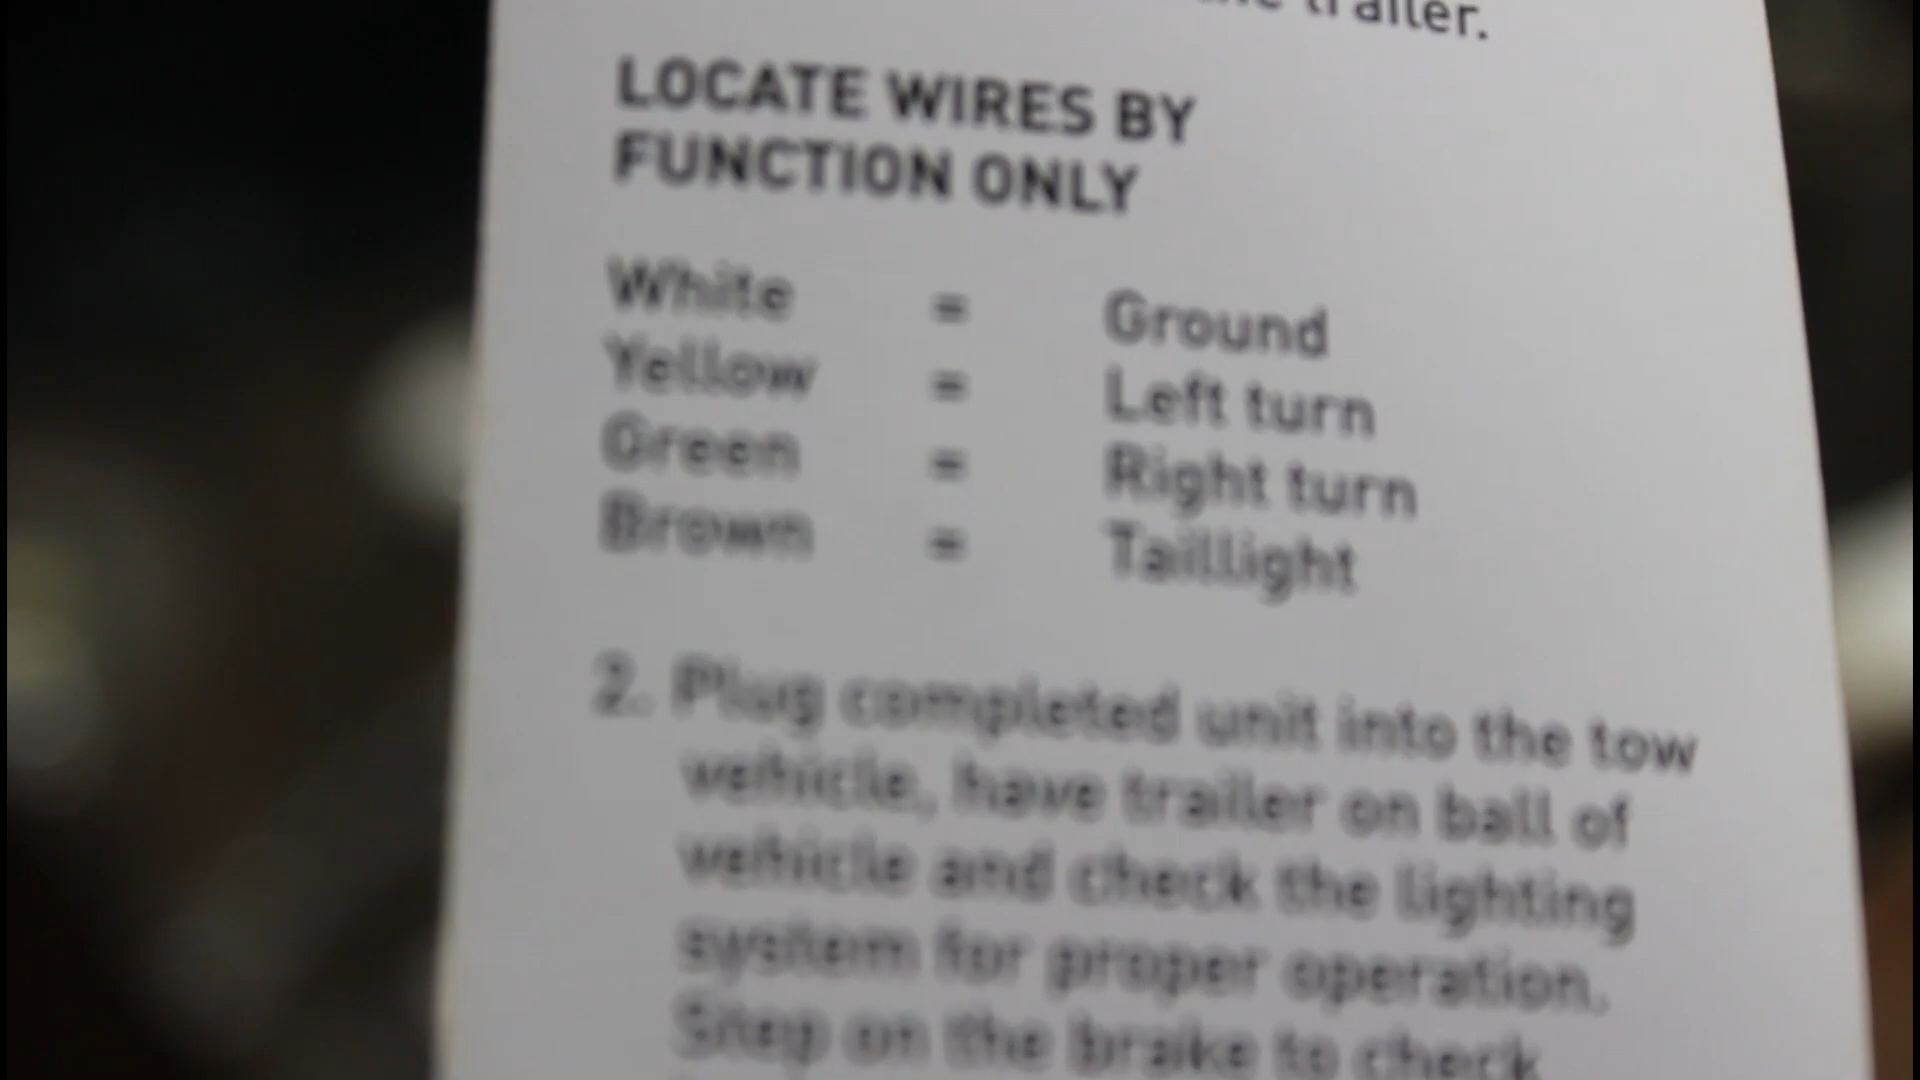 the trailer.
LOCATE WIRES BY
FUNCTION ONLY
White = Ground
Yellow = Left turn
Green = Right turn
Brown = Taillight
2. Plug completed unit into the tow
vehicle, have trailer on ball of
vehicle and check the lighting
system for proper operation.
Step on the brake to check